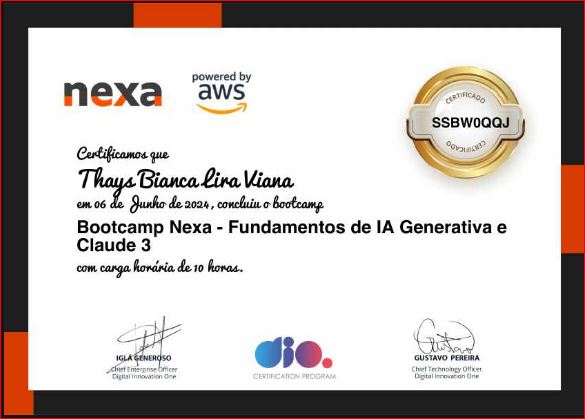 nexa
powered by
aws
CERTIFICADO
SSBW0QQJ
CERTIFICADO
Certificamos que
Thays Bianca Lira Viana
em 06 de Junho de 2024, concluiu o bootcamp
Bootcamp Nexa - Fundamentos de IA Generativa e
Claude 3
com carga horária de 10 horas.
IGLÁ GENEROSO
Chief Enterprise Officer
Digital Innovation One
dio.
CERTIFICATION PROGRAM
GUSTAVO PEREIRA
Chief Technology Officer
Digital Innovation One